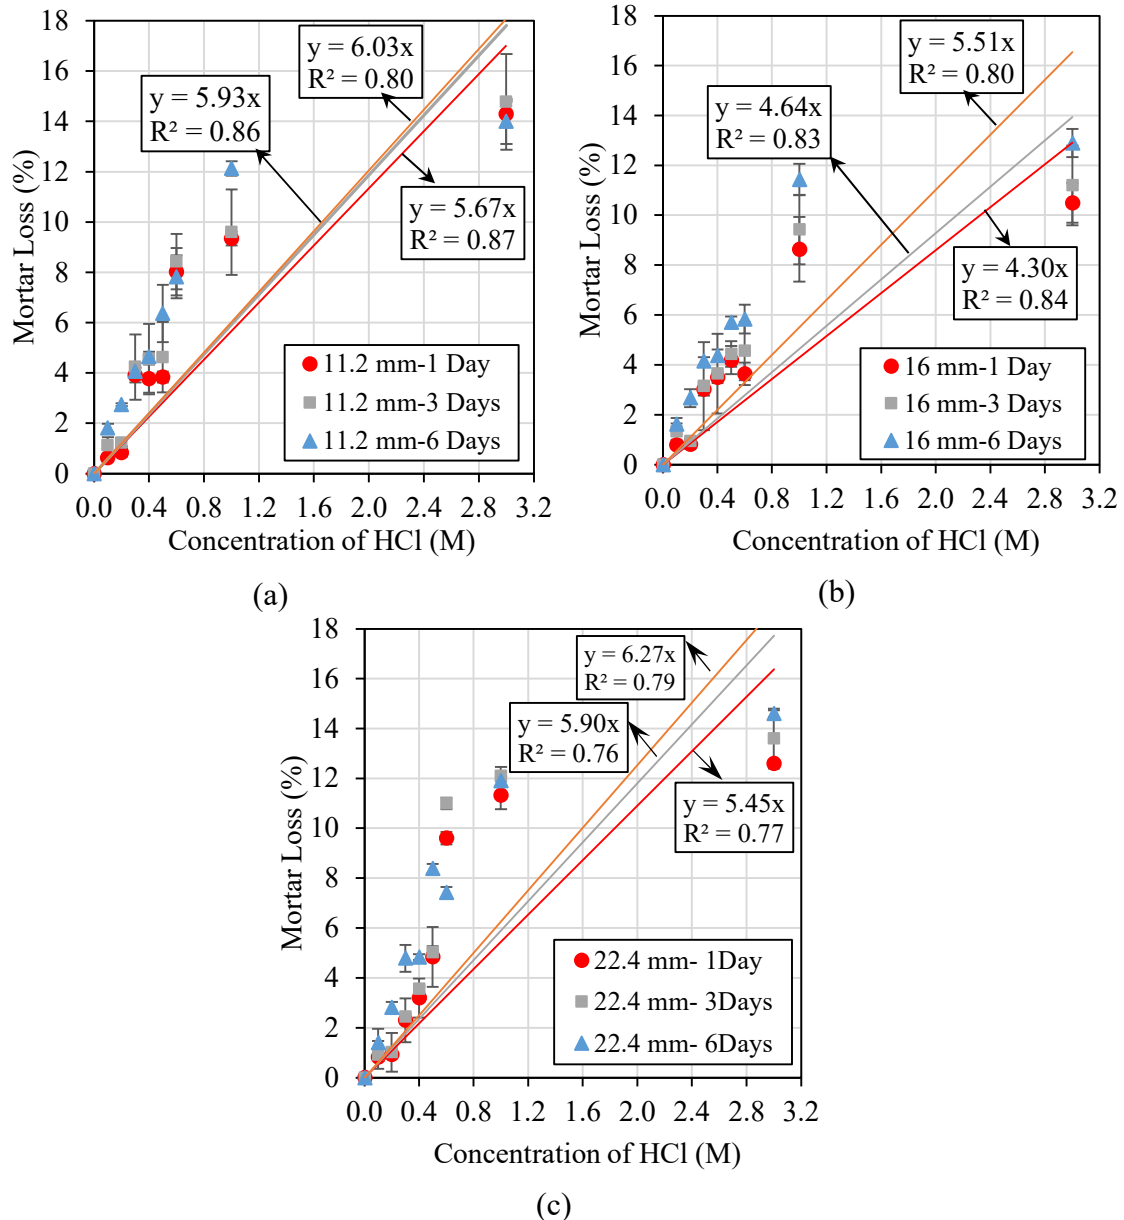 18
16
14
12
10
8
6
4
2
0
Mortar Loss (%)
y = 6.03x
R² = 0.80
y = 5.93x
R² = 0.86
y = 5.67x
R² = 0.87
11.2 mm-1 Day
11.2 mm-3 Days
11.2 mm-6 Days
0.0 0.4 0.8 1.2 1.6 2.0 2.4 2.8 3.2
Concentration of HCl (M)
(a)
18
16
14
12
10
8
6
4
2
0
Mortar Loss (%)
y = 5.51x
R² = 0.80
y = 4.64x
R² = 0.83
y = 4.30x
R² = 0.84
16 mm-1 Day
16 mm-3 Days
16 mm-6 Days
0.0 0.4 0.8 1.2 1.6 2.0 2.4 2.8 3.2
Concentration of HCl (M)
(b)
18
16
14
12
10
8
6
4
2
0
Mortar Loss (%)
y = 6.27x
R² = 0.79
y = 5.90x
R² = 0.76
y = 5.45x
R² = 0.77
22.4 mm- 1Day
22.4 mm- 3Days
22.4 mm- 6Days
0.0 0.4 0.8 1.2 1.6 2.0 2.4 2.8 3.2
Concentration of HCl (M)
(c)